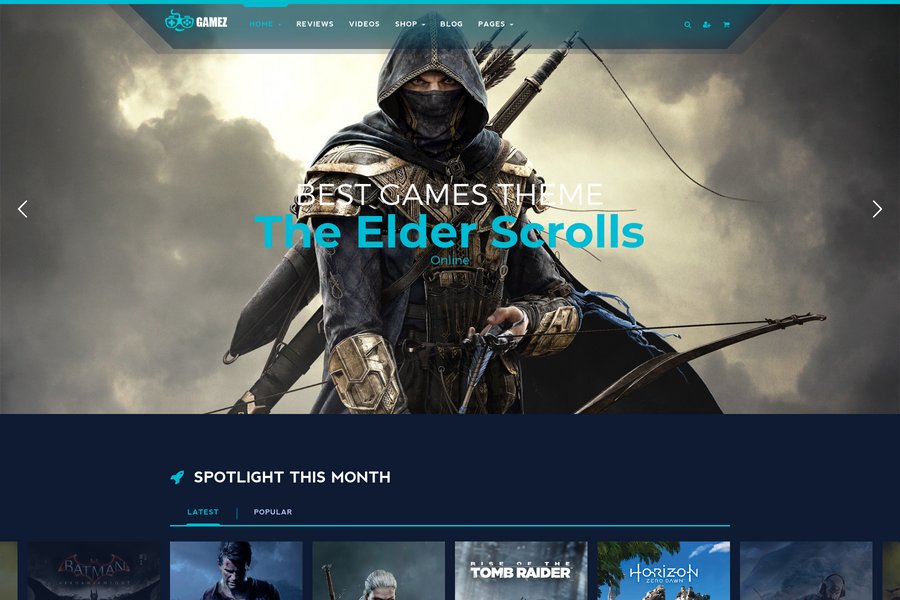 GAMEZ
HOME REVIEWS VIDEOS SHOP BLOG PAGES
BEST GAMES THEME
The Elder Scrolls
Online
SPOTLIGHT THIS MONTH
LATEST | POPULAR
BATMAN
ARKHAM KNIGHT
RISE OF THE
TOMB RAIDER
HORIZON
ZERO DAWN